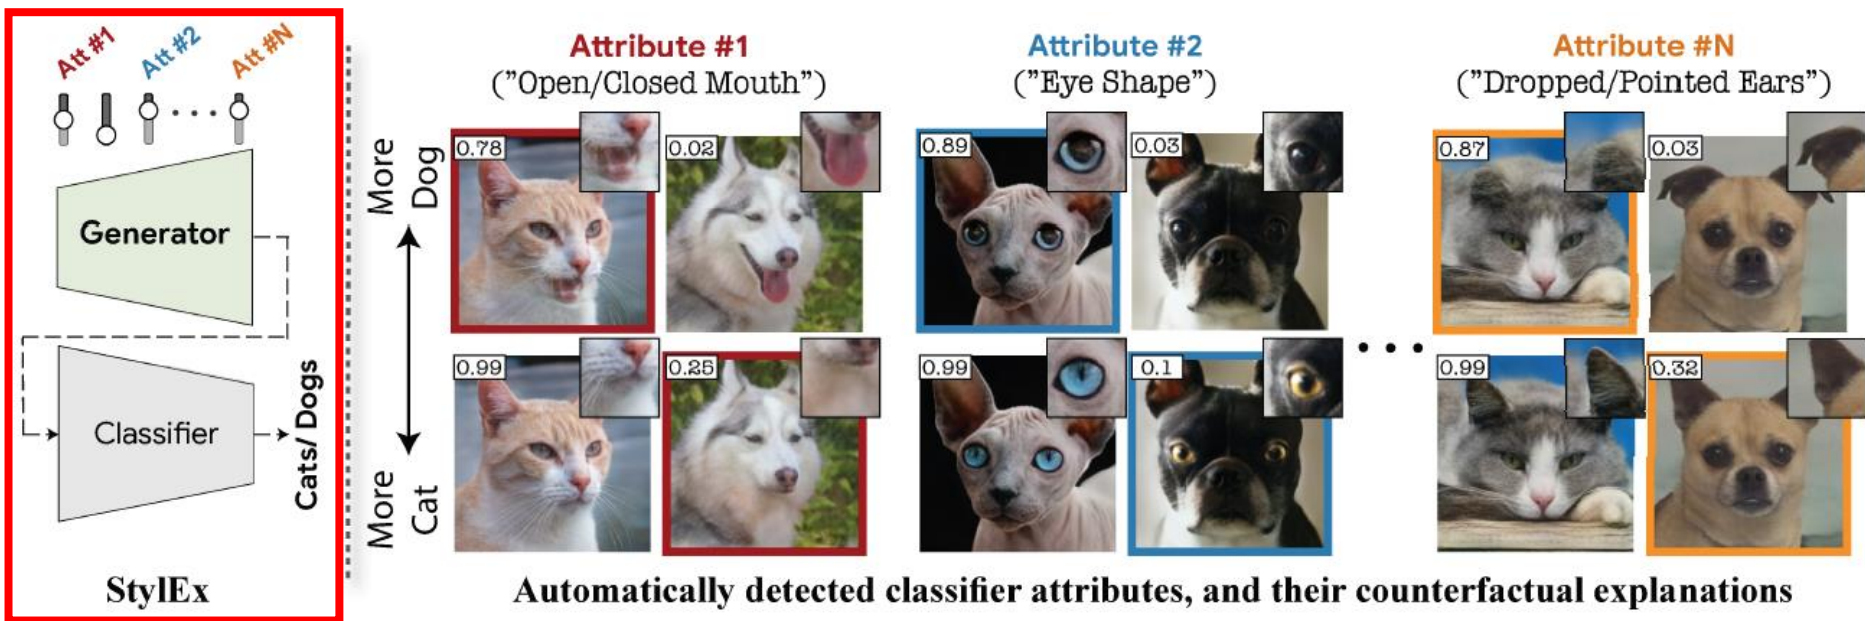 Att #1
Att #2
Att #N
Generator
Classifier
Cats/ Dogs
StylEx
More Dog
More Cat
Attribute #1
("Open/Closed Mouth")
0.78
0.02
0.99
0.25
Attribute #2
("Eye Shape")
0.89
0.03
0.99
0.1
Attribute #N
("Dropped/Pointed Ears")
0.87
0.03
0.99
0.32
Automatically detected classifier attributes, and their counterfactual explanations